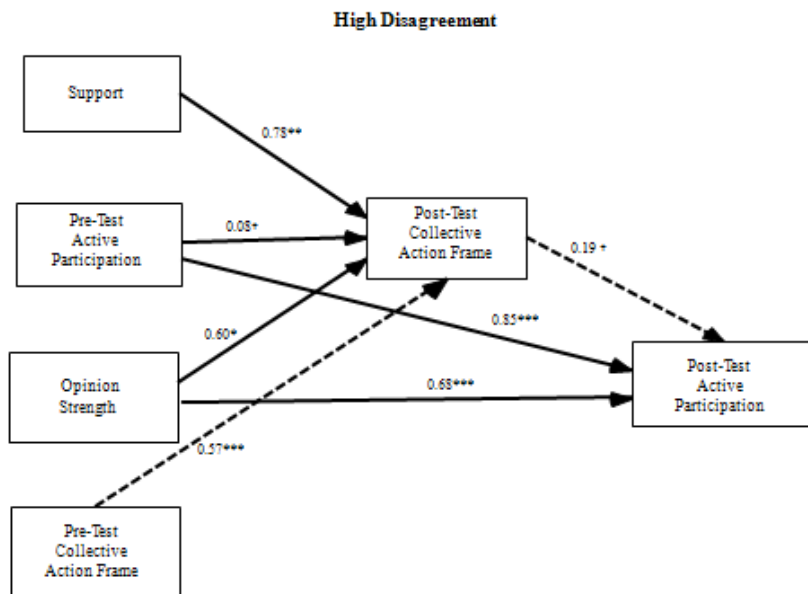 High Disagreement
Support
0.78**
Pre-Test
Active
Participation
0.08+
Post-Test
Collective
Action Frame
0.19 +
0.85***
0.60*
Opinion
Strength
0.68***
Post-Test
Active
Participation
0.57***
Pre-Test
Collective
Action Frame